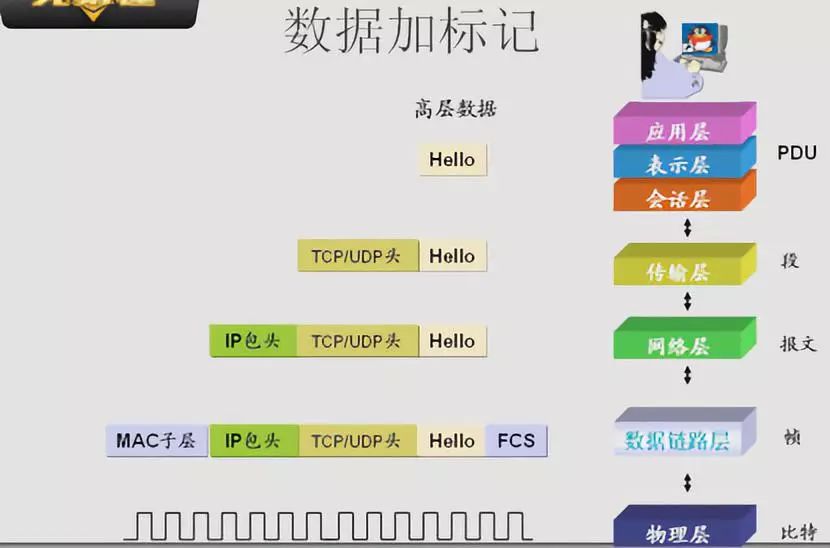 数据加标记
高层数据
应用层
PDU
Hello
表示层
会话层
TCP/UDP头 Hello
传输层
段
IP包头 TCP/UDP头 Hello
网络层
报文
MAC子层 IP包头 TCP/UDP头 Hello FCS
数据链路层
帧
物理层
比特